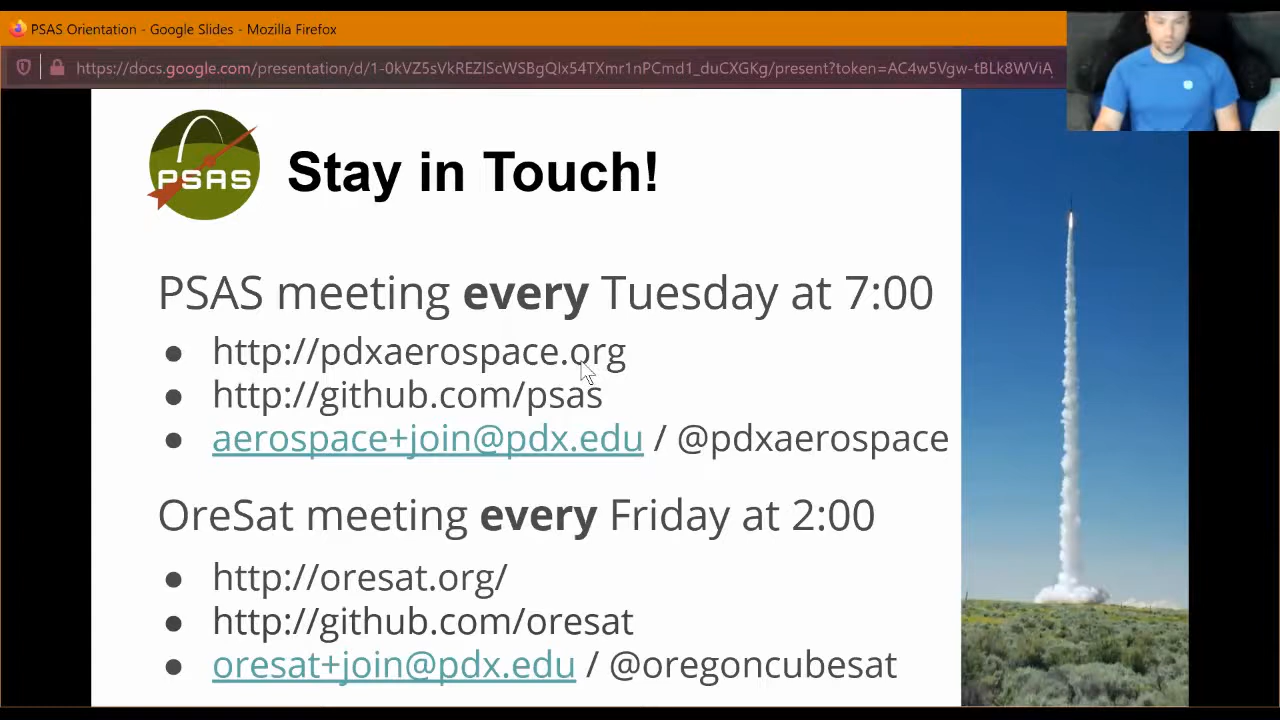 PSAS Orientation - Google Slides - Mozilla Firefox
https://docs.google.com/presentation/d/1-0kVZ5sVkREZIScWSBgQIx54TXmr1nPCmd1_duCXGKg/present?token=AC4w5Vgw-tBLk8WViA
PSAS
Stay in Touch!
PSAS meeting every Tuesday at 7:00
● http://pdxaerospace.org
● http://github.com/psas
● aerospace+join@pdx.edu / @pdxaerospace
OreSat meeting every Friday at 2:00
● http://oresat.org/
● http://github.com/oresat
● oresat+join@pdx.edu / @oregoncubesat